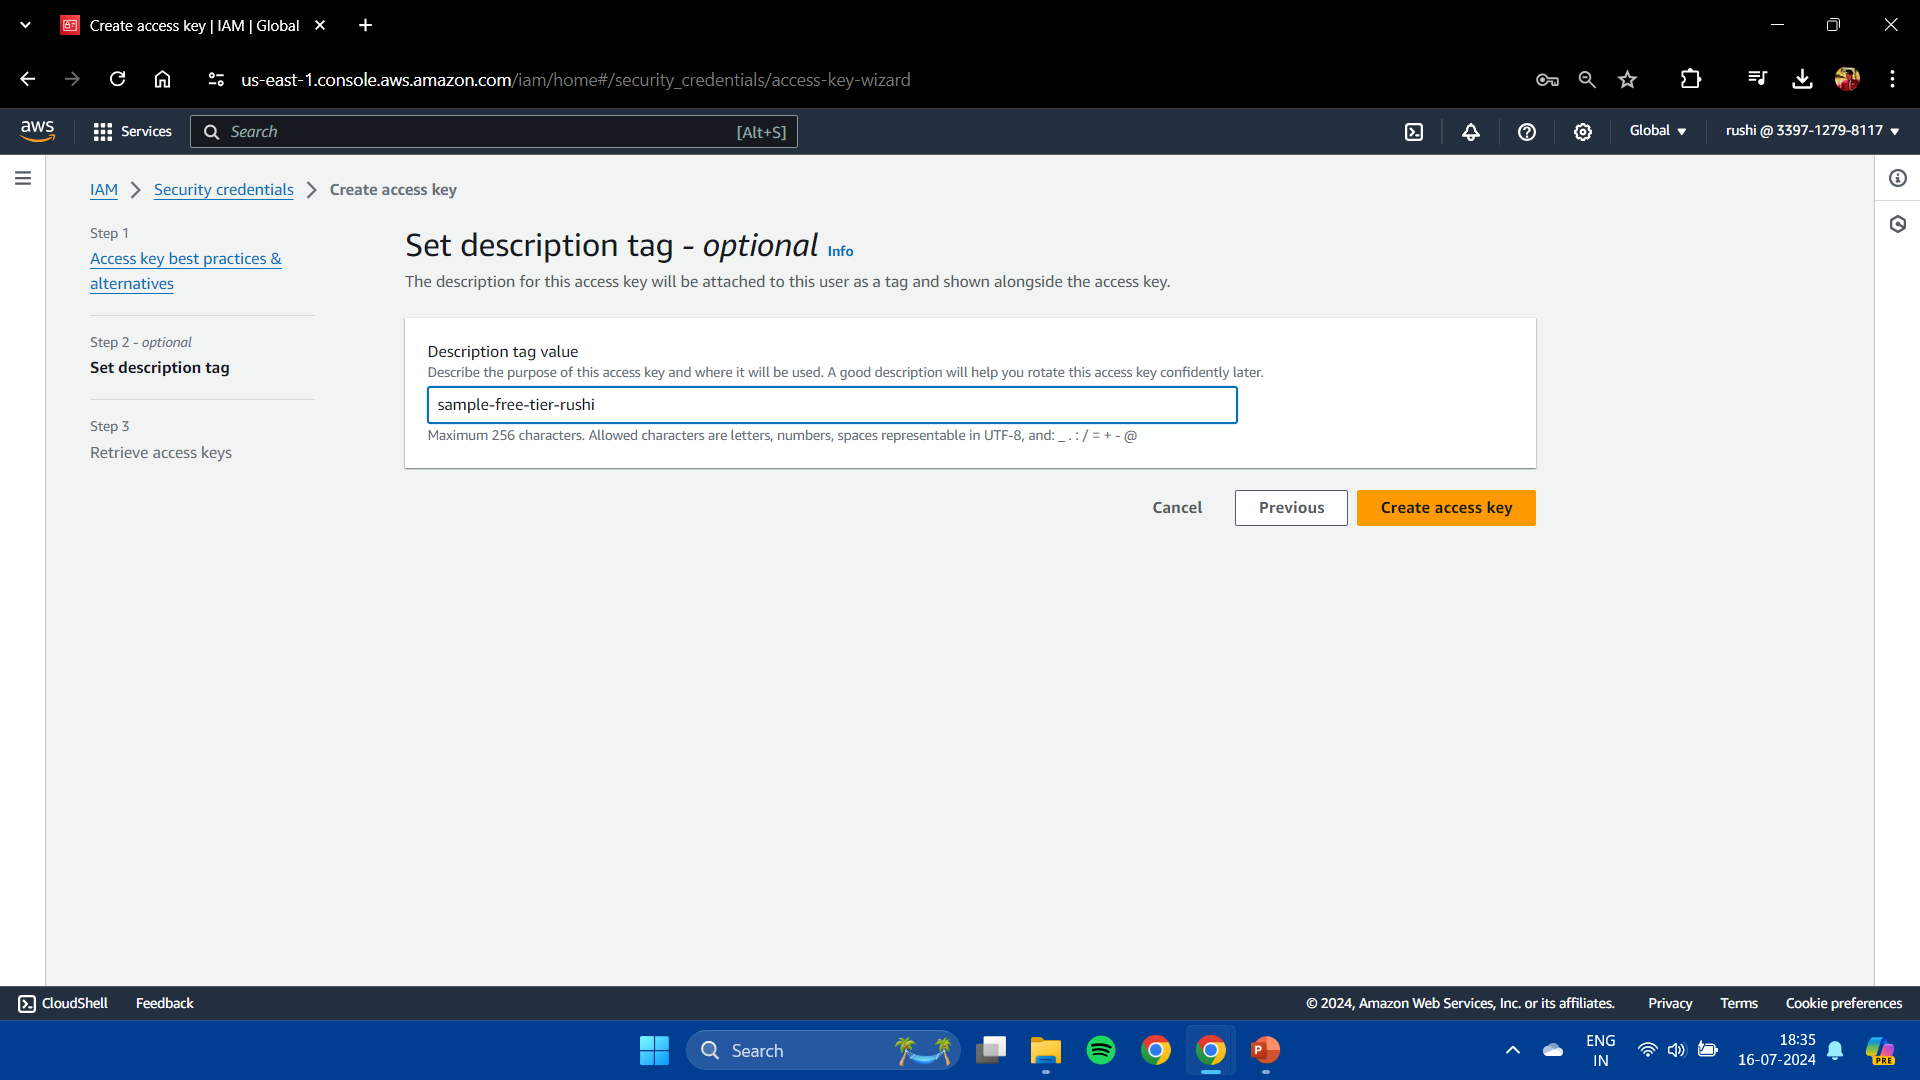 Create access key | IAM | Global
us-east-1.console.aws.amazon.com/iam/home#/security_credentials/access-key-wizard
aws
Services
Search
[Alt+S]
Global
rushi @ 3397-1279-8117
IAM
Security credentials
Create access key
Step 1
Access key best practices &
alternatives
Step 2 - optional
Set description tag
Step 3
Retrieve access keys
Set description tag - optional
Info
The description for this access key will be attached to this user as a tag and shown alongside the access key.
Description tag value
Describe the purpose of this access key and where it will be used. A good description will help you rotate this access key confidently later.
sample-free-tier-rushi
Maximum 256 characters. Allowed characters are letters, numbers, spaces representable in UTF-8, and: _ . : / = + - @
Cancel
Previous
Create access key
CloudShell
Feedback
© 2024, Amazon Web Services, Inc. or its affiliates.
Privacy
Terms
Cookie preferences
Search
P
ENG
IN
18:35
16-07-2024
PRE